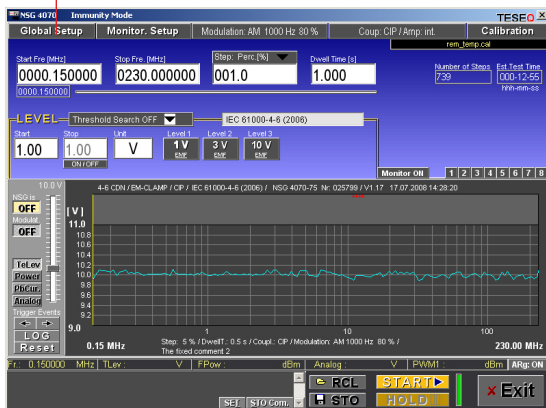 NSG 4070 Immunity Mode TESEQ X
Global Setup Monitor. Setup Modulation: AM 1000 Hz 80 % Coup: CIP / Amp: int. Calibration
rem_temp.cal
Start Fre [MHz] Stop Fre. [MHz] Step: Perc.[%] Dwell Time [s]
0000.150000 0230.000000 001.0 1.000
0000.150000
Number of Steps Est.Test Time
739 000-12-55
hhh-mm-ss
LEVEL Threshold Search OFF IEC 61000-4-6 (2006)
Start Stop Unit Level 1 Level 2 Level 3
1.00 1.00 V 1 V EMF 3 V EMF 10 V EMF
ON / OFF
Monitor ON 1 2 3 4 5 6 7 8
10.0 V
4-6 CDN / EM-CLAMP / CIP / IEC 61000-4-6 (2006) / NSG 4070-75 Nr: 025799 / V1.17 17.07.2008 14:28:20
NSG is
OFF
Modulat.
OFF
TeLev
Power
PhCur.
Analog
Trigger Events
LOG
Reset
[ V ]
11.0
10.8
10.6
10.4
10.2
10.0
9.8
9.6
9.4
9.2
9.0
1 10 100
0.15 MHz Step: 5 % / DwellT.: 0.5 s / Coupl.: CIP / Modulation: AM 1000 Hz 80 % / 230.00 MHz
The fixed comment 2
Fr.: 0.150000 MHz TLev : V FPow : dBm Analog : V PWM1 : dBm ARg: ON
SET STO Com. RCL STO START HOLD Exit